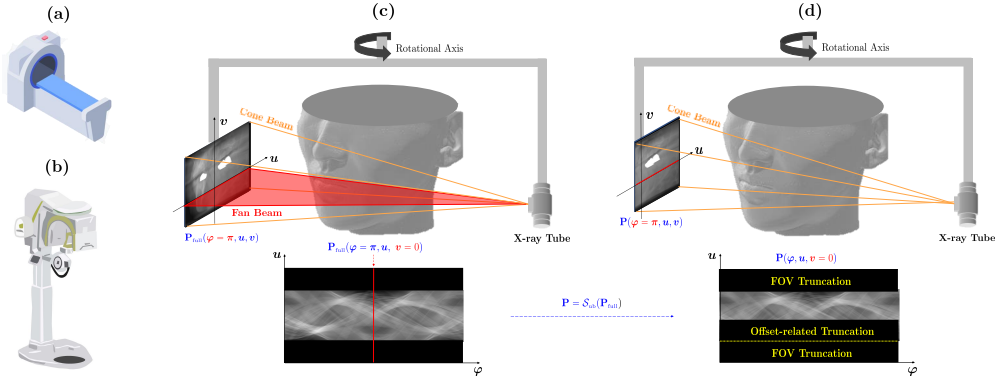 (a)
(b)
(c)
Rotational Axis
Cone Beam
v
u
Fan Beam
X-ray Tube
P_full(φ = π, u, v)
P_full(φ = π, u, v = 0)
u
φ
P = S_ub(P_full)
(d)
Rotational Axis
Cone Beam
v
u
P(φ = π, u, v)
X-ray Tube
P(φ, u, v = 0)
u
FOV Truncation
Offset-related Truncation
FOV Truncation
φ